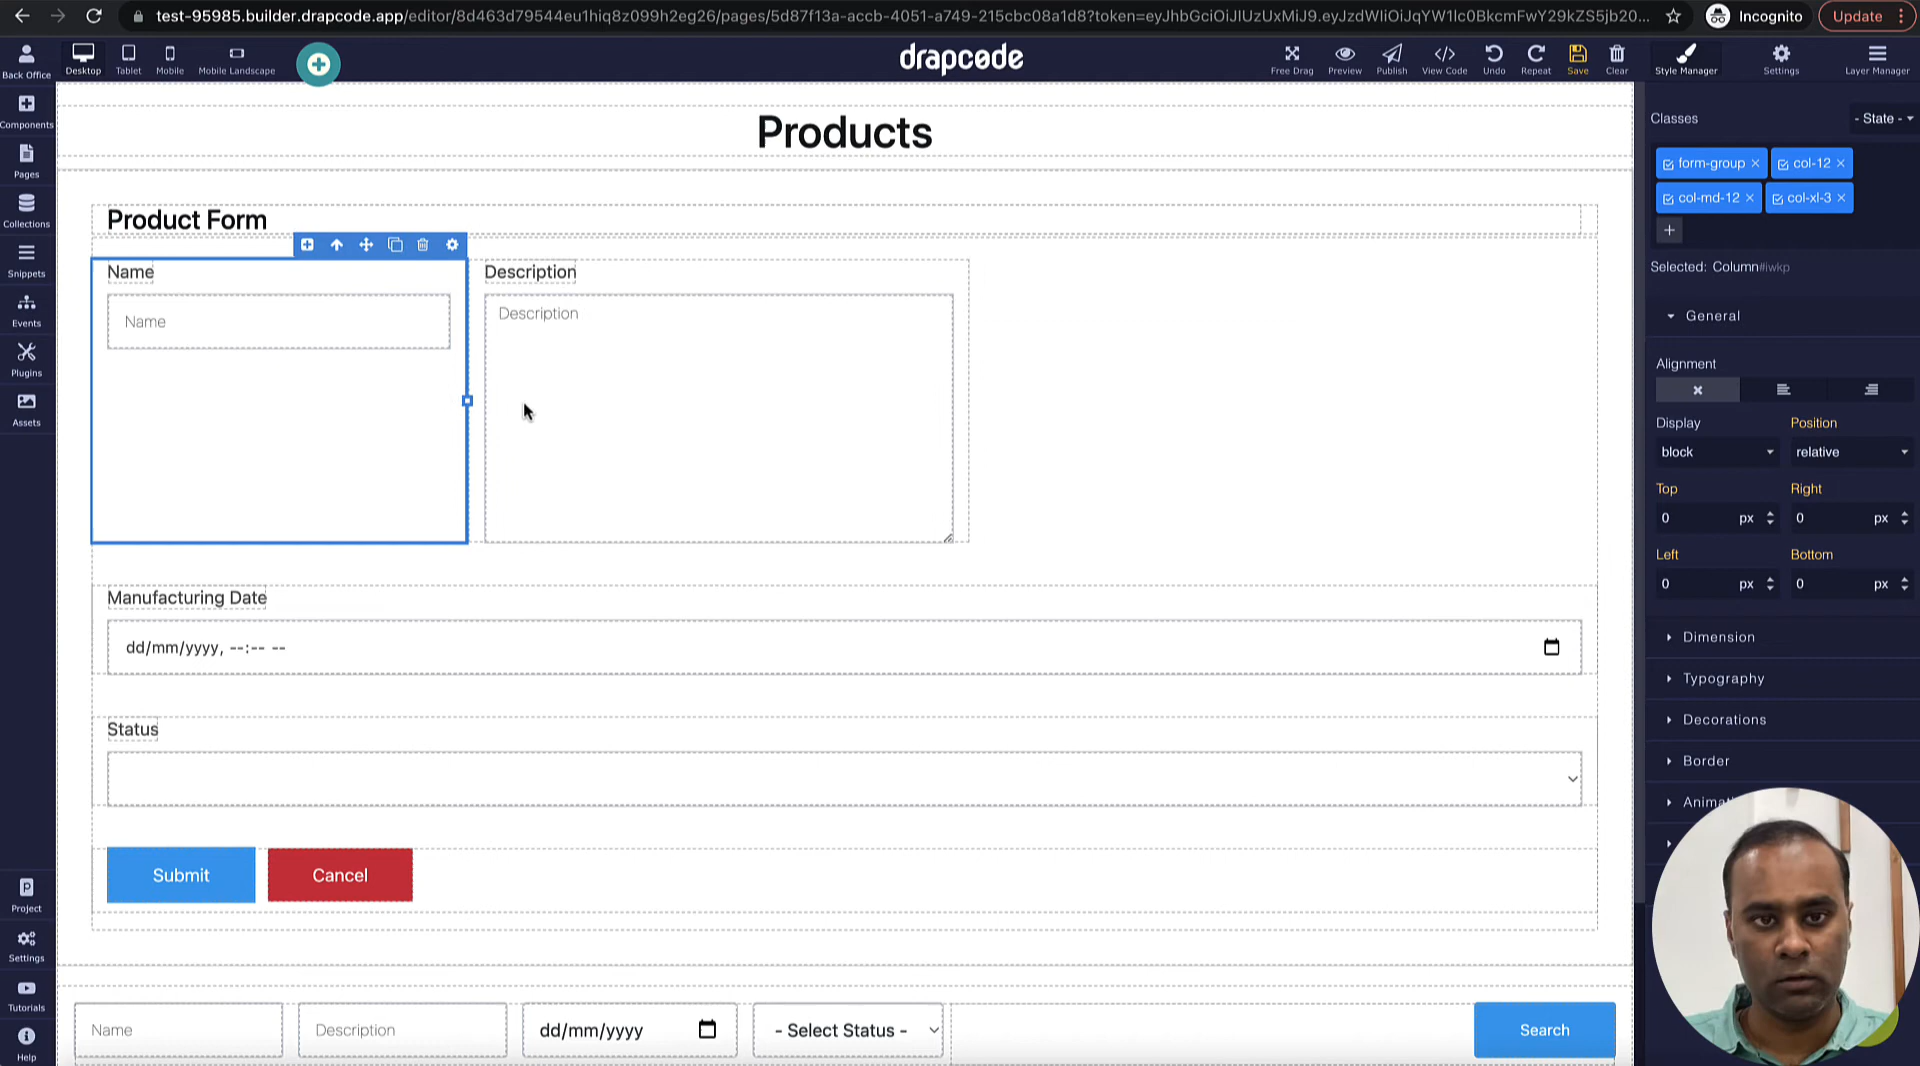 test-95985.builder.drapcode.app/editor/8d463d79544eu1hiq8z099h2eg26/pages/5d87f13a-accb-4051-a749-215cbc08a1d8?token=eyJhbGciOiJIUzUxMiJ9.eyJzdWIiOiJqYW1lc0BkcmFwY29kZS5jb20...
Incognito
Update
Back Office
Desktop
Tablet
Mobile
Mobile Landscape
drapcode
Free Drag
Preview
Publish
View Code
Undo
Repeat
Save
Clear
Style Manager
Settings
Layer Manager
Components
Pages
Collections
Snippets
Events
Plugins
Assets
Project
Settings
Tutorials
Help
Products
Product Form
Name
Description
Name
Description
Manufacturing Date
dd/mm/yyyy, --:-- --
Status
Submit
Cancel
Name
Description
dd/mm/yyyy
- Select Status -
Search
Classes
- State -
form-group
col-12
col-md-12
col-xl-3
Selected: Column#iwkp
General
Alignment
Display
Position
block
relative
Top
Right
0 px
0 px
Left
Bottom
0 px
0 px
Dimension
Typography
Decorations
Border